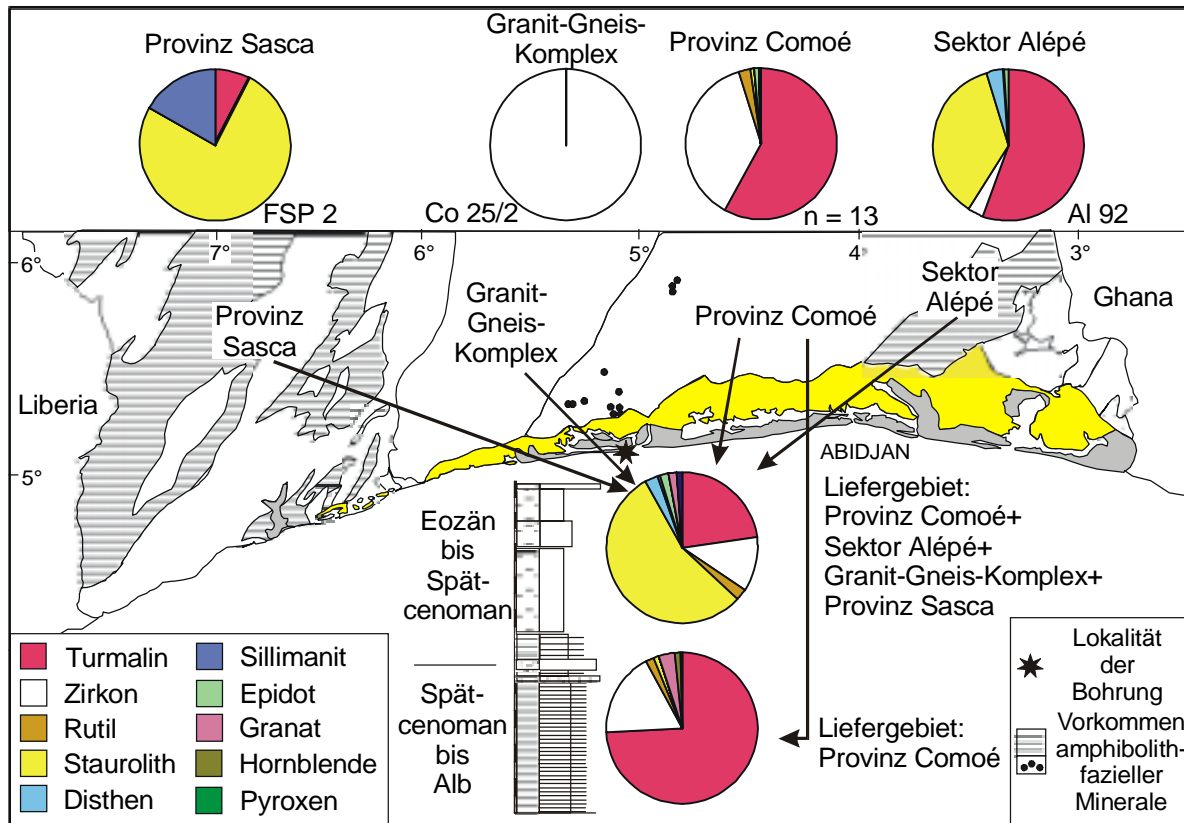 Provinz Sasca
Granit-Gneis-
Komplex
Provinz Comoé
Sektor Alépé
FSP 2
Co 25/2
n = 13
Al 92
7°
6°
5°
4
3°
6°
5°
Liberia
Provinz
Sasca
Granit-
Gneis-
Komplex
Provinz Comoé
Sektor
Alépé
Ghana
ABIDJAN
Liefergebiet:
Provinz Comoé+
Sektor Alépé+
Granit-Gneis-Komplex+
Provinz Sasca
Eozän
bis
Spät-
cenoman
Spät-
cenoman
bis
Alb
Liefergebiet:
Provinz Comoé
Turmalin
Zirkon
Rutil
Staurolith
Disthen
Sillimanit
Epidot
Granat
Hornblende
Pyroxen
Lokalität
der
Bohrung
Vorkommen
amphibolith-
fazieller
Minerale